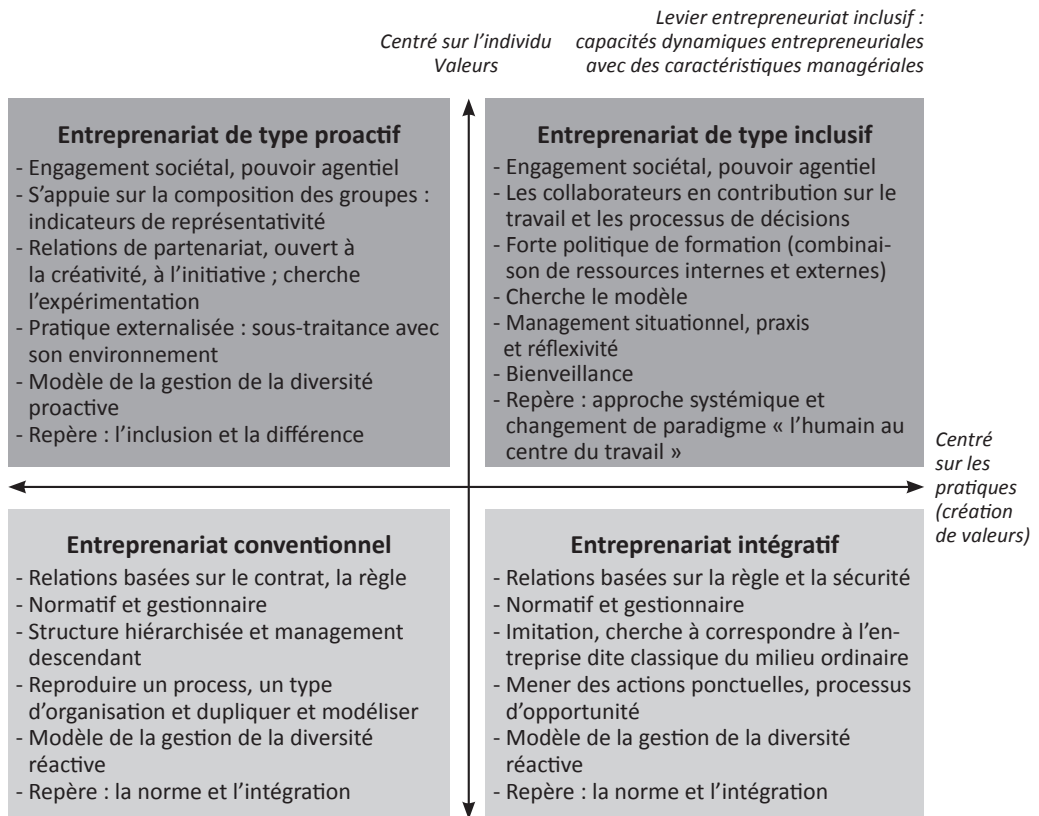 Levier entrepreneuriat inclusif :
capacités dynamiques entrepreneuriales
avec des caractéristiques managériales
Centré sur l’individu
Valeurs
Entreprenariat de type proactif
- Engagement sociétal, pouvoir agentiel
- S’appuie sur la composition des groupes :
indicateurs de représentativité
- Relations de partenariat, ouvert à
la créativité, à l’initiative ; cherche
l’expérimentation
- Pratique externalisée : sous-traitance avec
son environnement
- Modèle de la gestion de la diversité
proactive
- Repère : l’inclusion et la différence
Entreprenariat de type inclusif
- Engagement sociétal, pouvoir agentiel
- Les collaborateurs en contribution sur le
travail et les processus de décisions
- Forte politique de formation (combinai-
son de ressources internes et externes)
- Cherche le modèle
- Management situationnel, praxis
et réflexivité
- Bienveillance
- Repère : approche systémique et
changement de paradigme « l’humain au
centre du travail »
Centré
sur les
pratiques
(création
de valeurs)
Entreprenariat conventionnel
- Relations basées sur le contrat, la règle
- Normatif et gestionnaire
- Structure hiérarchisée et management
descendant
- Reproduire un process, un type
d’organisation et dupliquer et modéliser
- Modèle de la gestion de la diversité
réactive
- Repère : la norme et l’intégration
Entreprenariat intégratif
- Relations basées sur la règle et la sécurité
- Normatif et gestionnaire
- Imitation, cherche à correspondre à l’en-
treprise dite classique du milieu ordinaire
- Mener des actions ponctuelles, processus
d’opportunité
- Modèle de la gestion de la diversité
réactive
- Repère : la norme et l’intégration